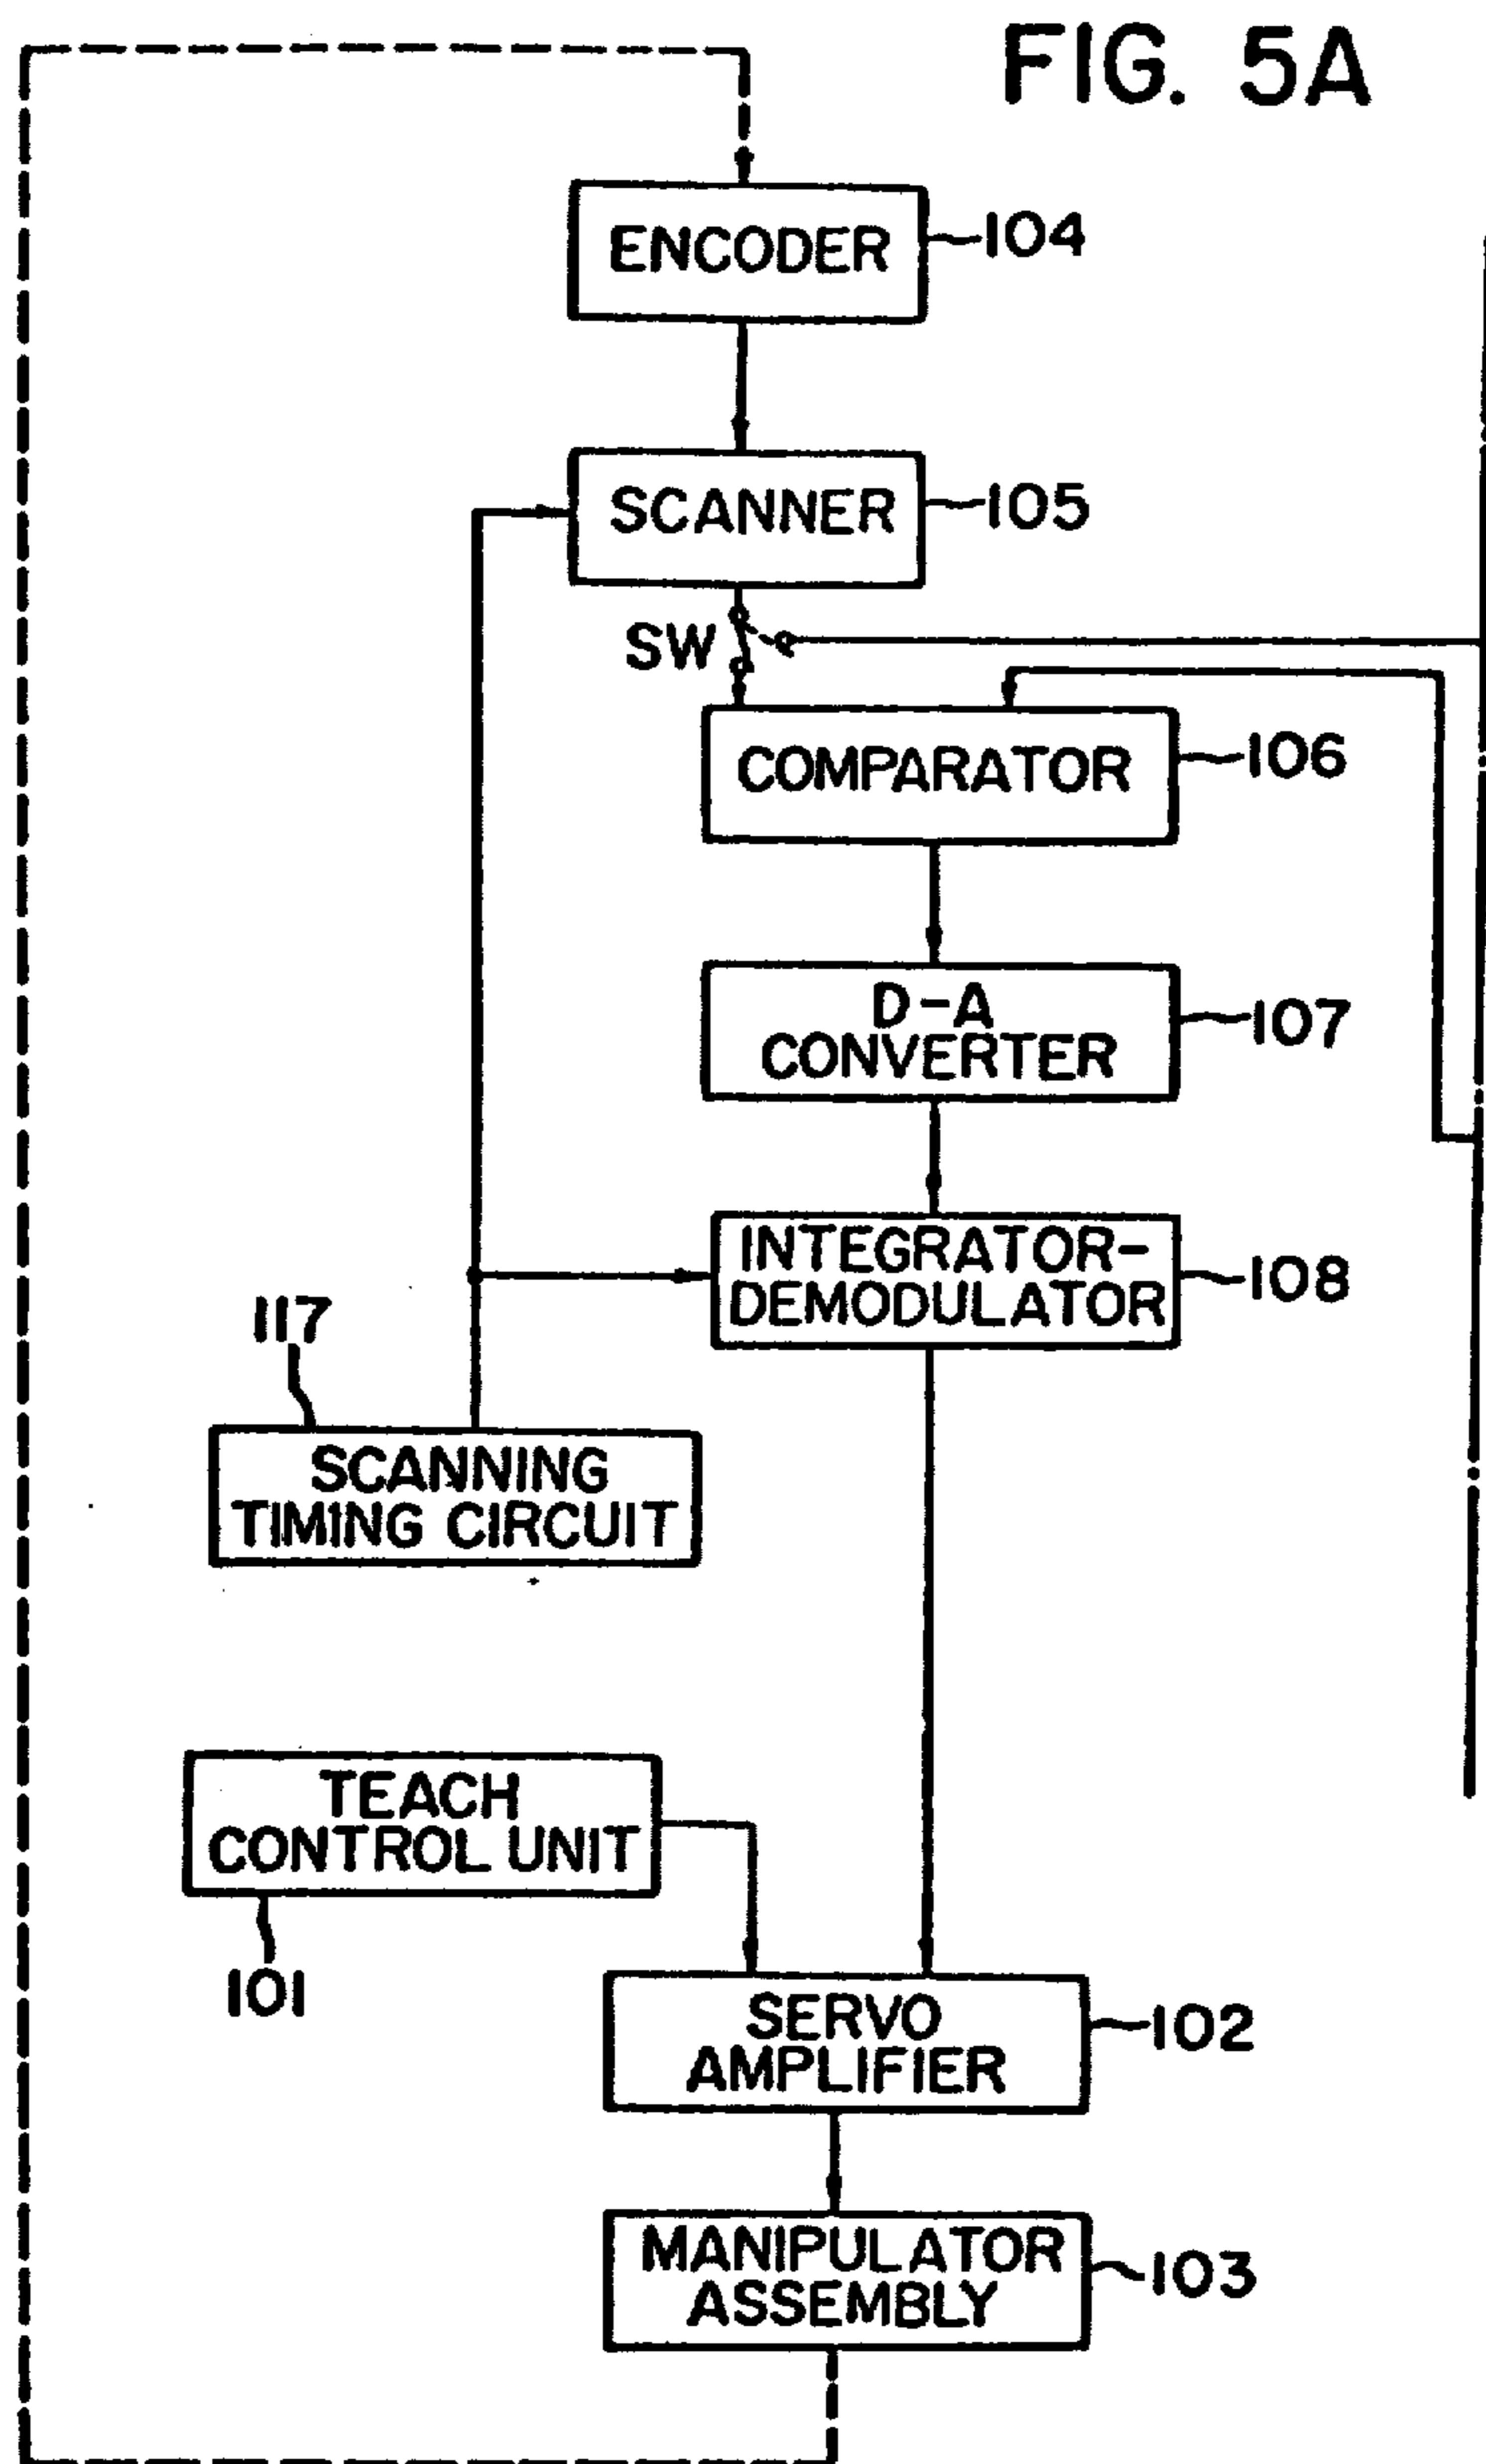 FIG. 5A
ENCODER
104
SCANNER
105
SW
COMPARATOR
106
D-A
CONVERTER
107
INTEGRATOR-
DEMODULATOR
108
117
SCANNING
TIMING CIRCUIT
TEACH
CONTROL UNIT
101
SERVO
AMPLIFIER
102
MANIPULATOR
ASSEMBLY
103